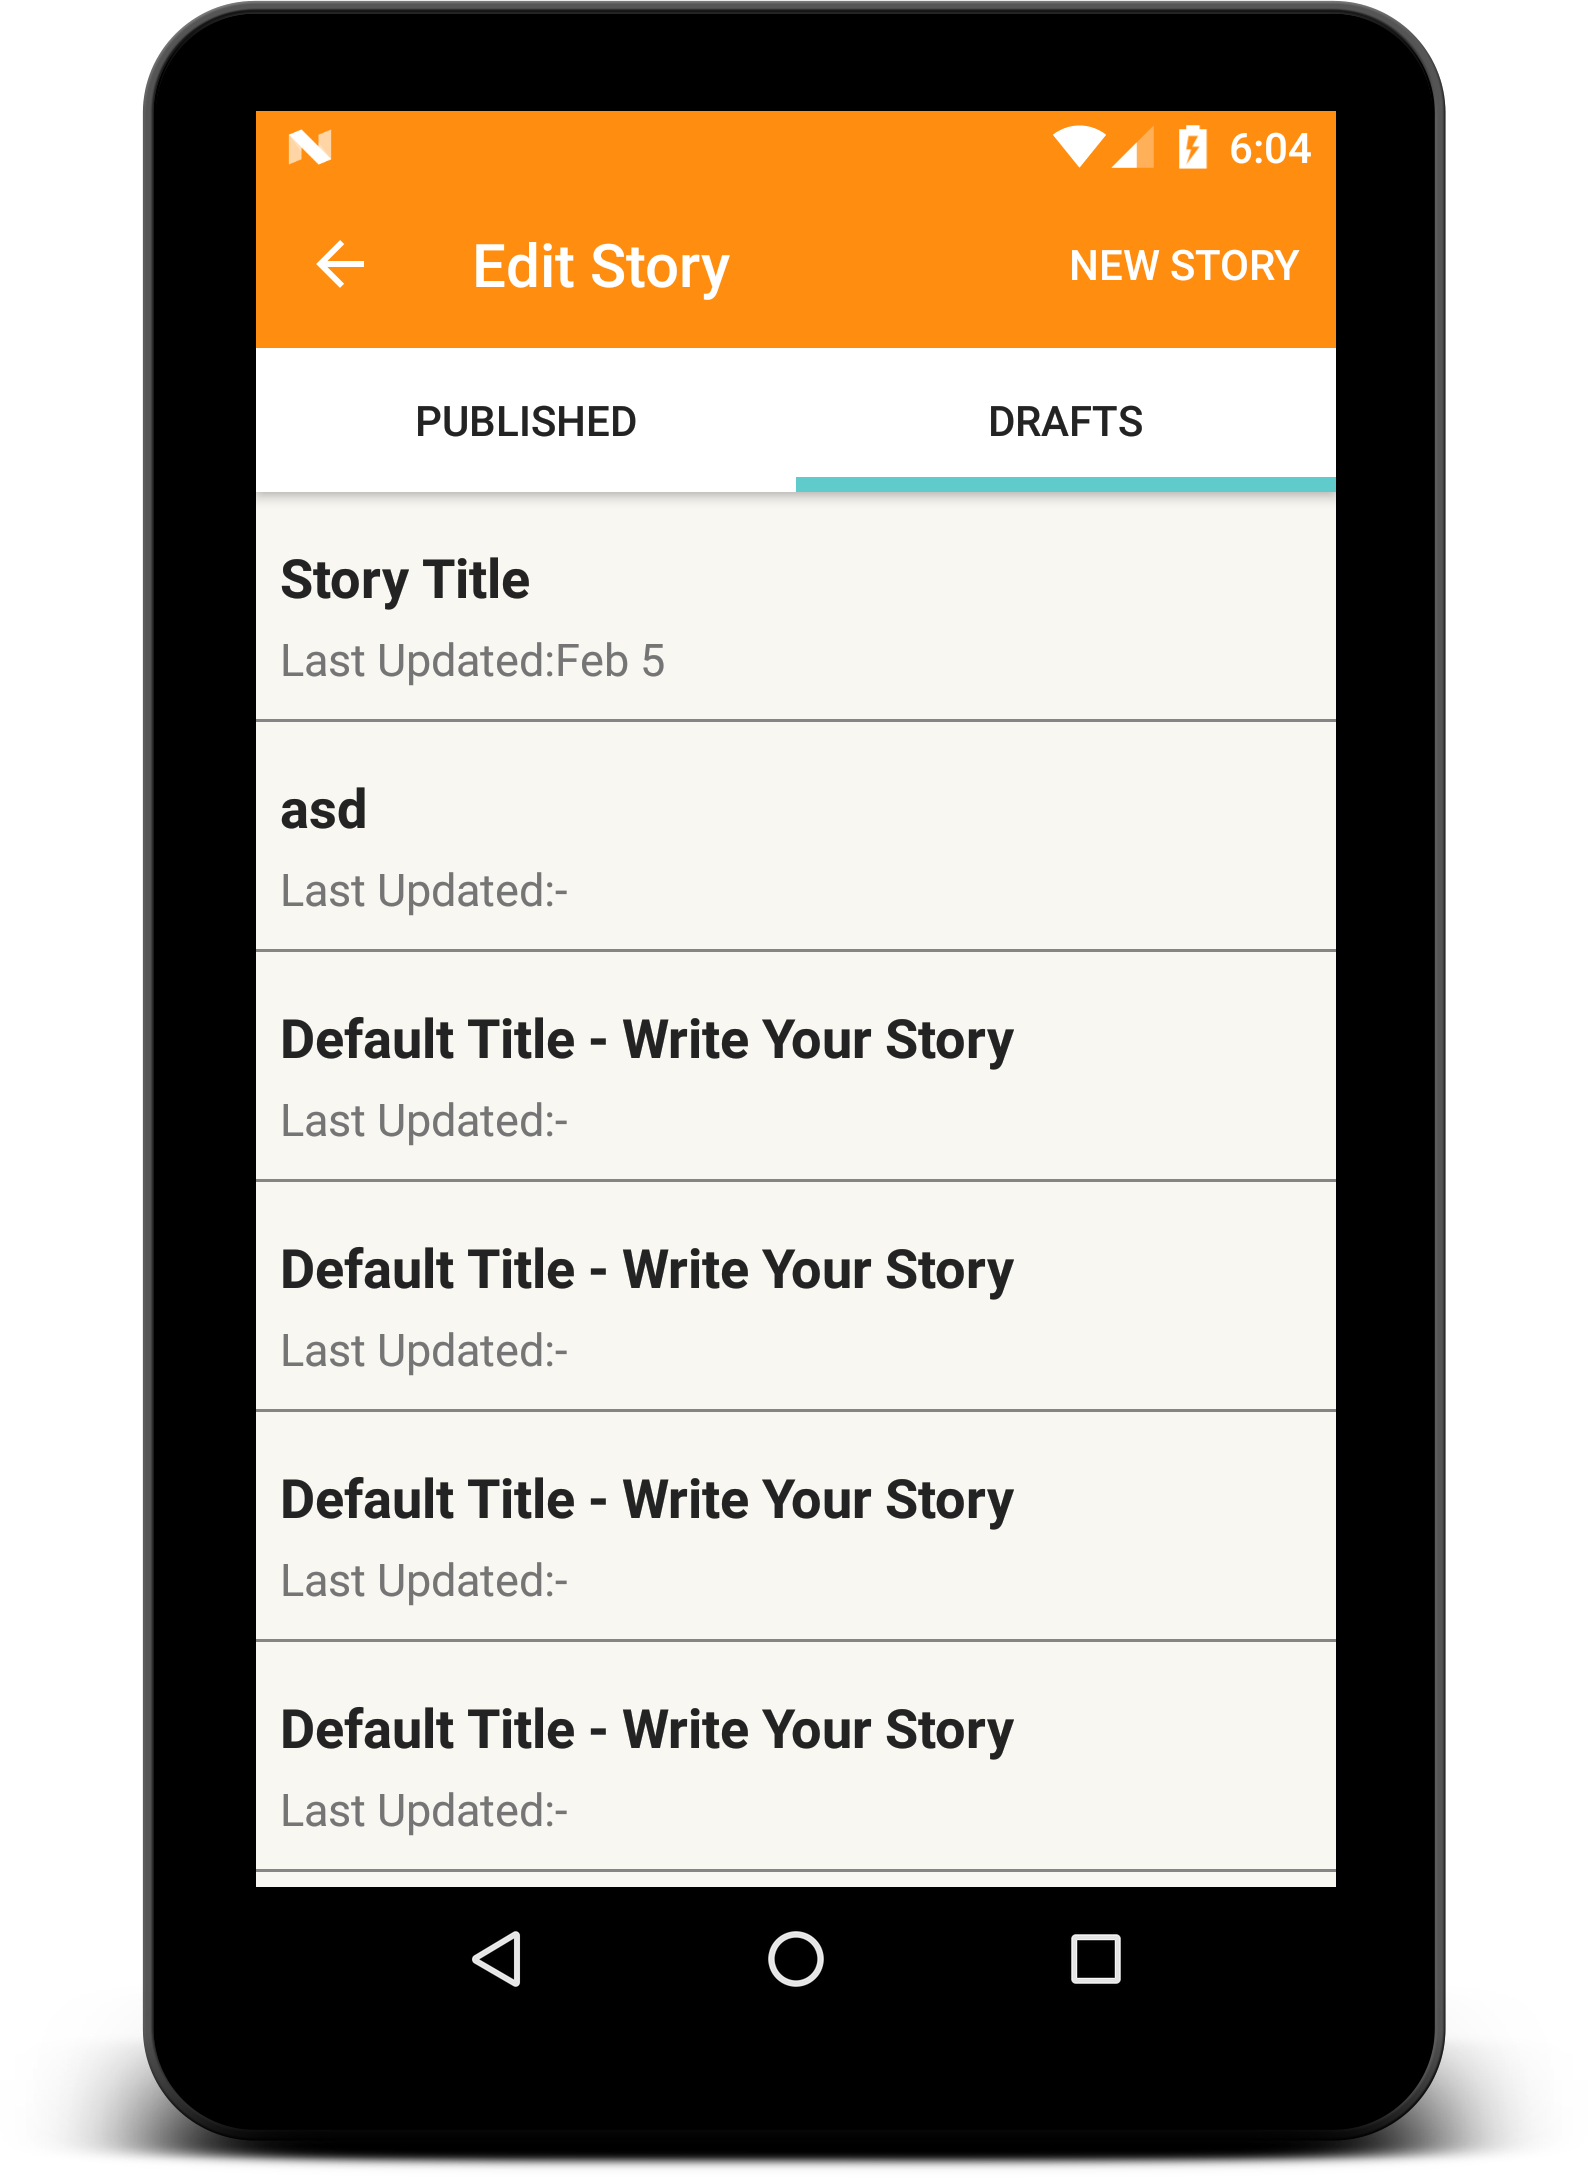 6:04
Edit Story NEW STORY
PUBLISHED DRAFTS
Story Title
Last Updated:Feb 5
asd
Last Updated:-
Default Title - Write Your Story
Last Updated:-
Default Title - Write Your Story
Last Updated:-
Default Title - Write Your Story
Last Updated:-
Default Title - Write Your Story
Last Updated:-